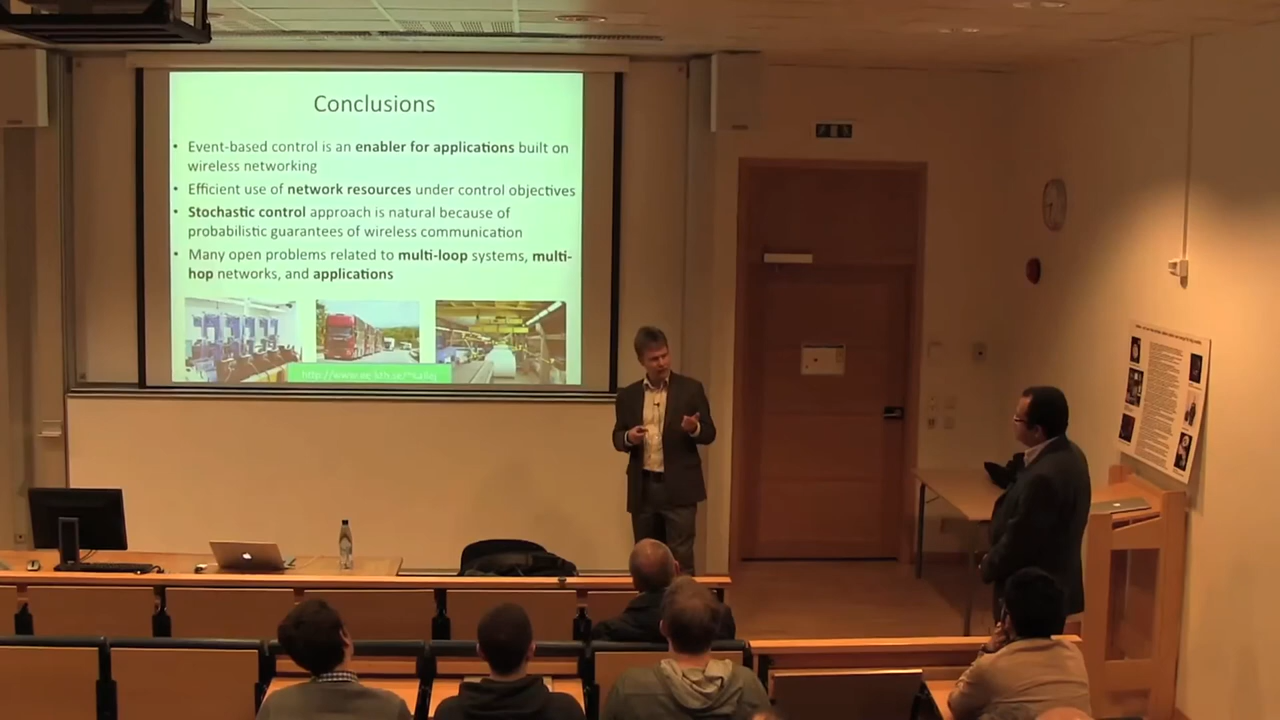 Conclusions
• Event-based control is an enabler for applications built on
wireless networking
• Efficient use of network resources under control objectives
• Stochastic control approach is natural because of
probabilistic guarantees of wireless communication
• Many open problems related to multi-loop systems, multi-
hop networks, and applications